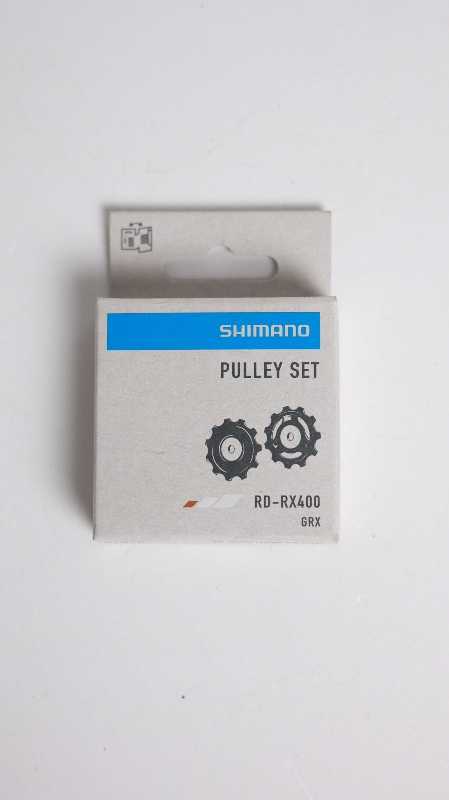 SHIMANO
PULLEY SET
RD-RX400
GRX